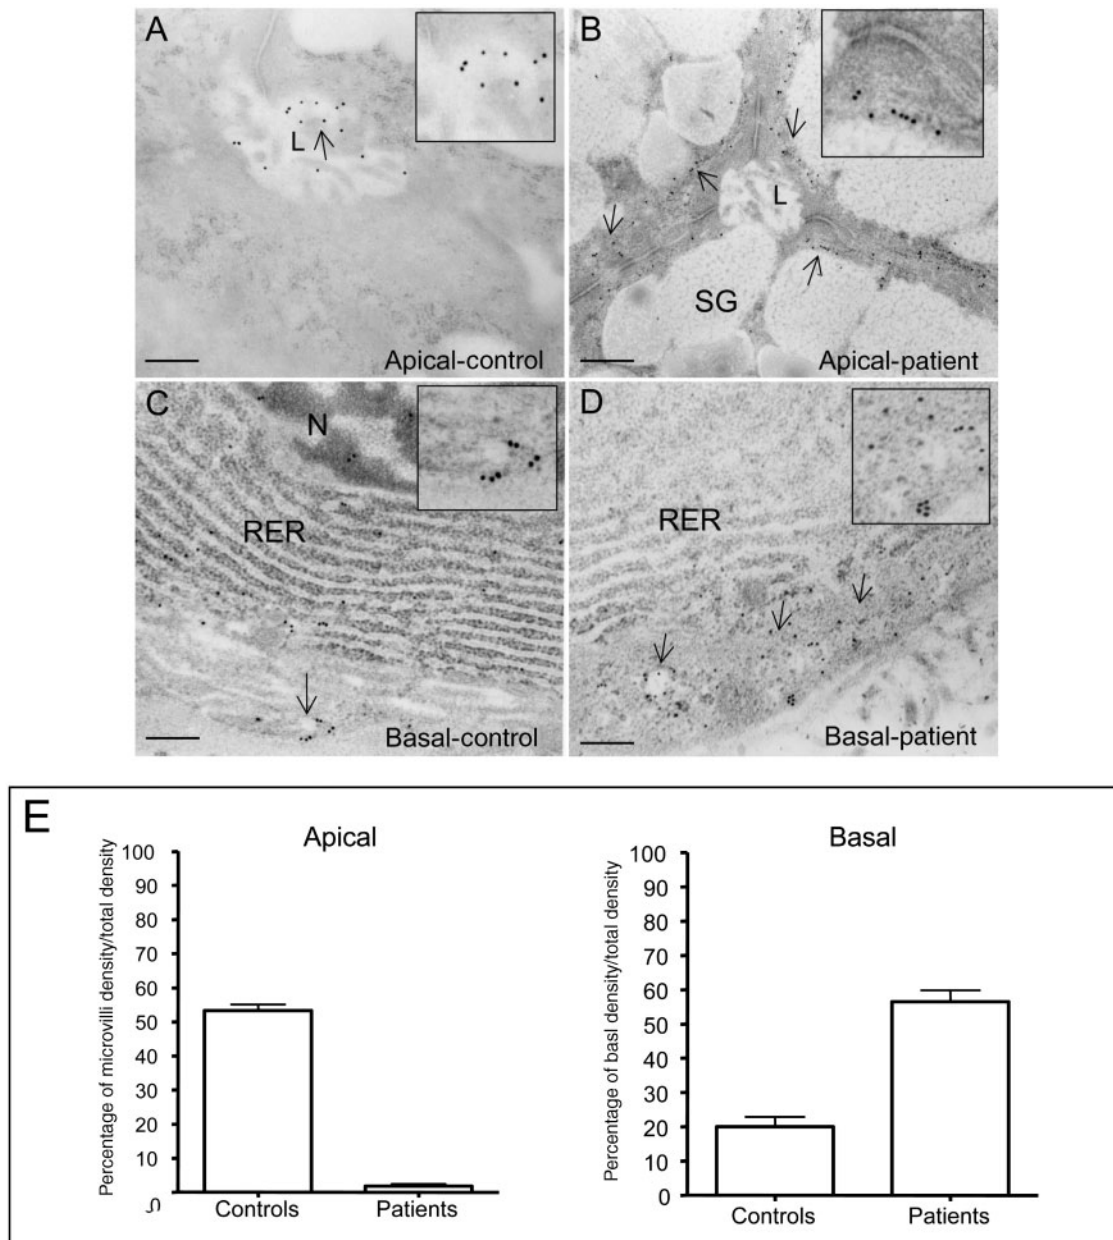 A
L
Apical-control
B
L
SG
Apical-patient
C
N
RER
Basal-control
D
RER
Basal-patient
E
Apical
Percentage of microvilli density/total density
100
90
80
70
60
50
40
30
20
10
Controls
Patients
Basal
Percentage of basl density/total density
100
90
80
70
60
50
40
30
20
10
0
Controls
Patients